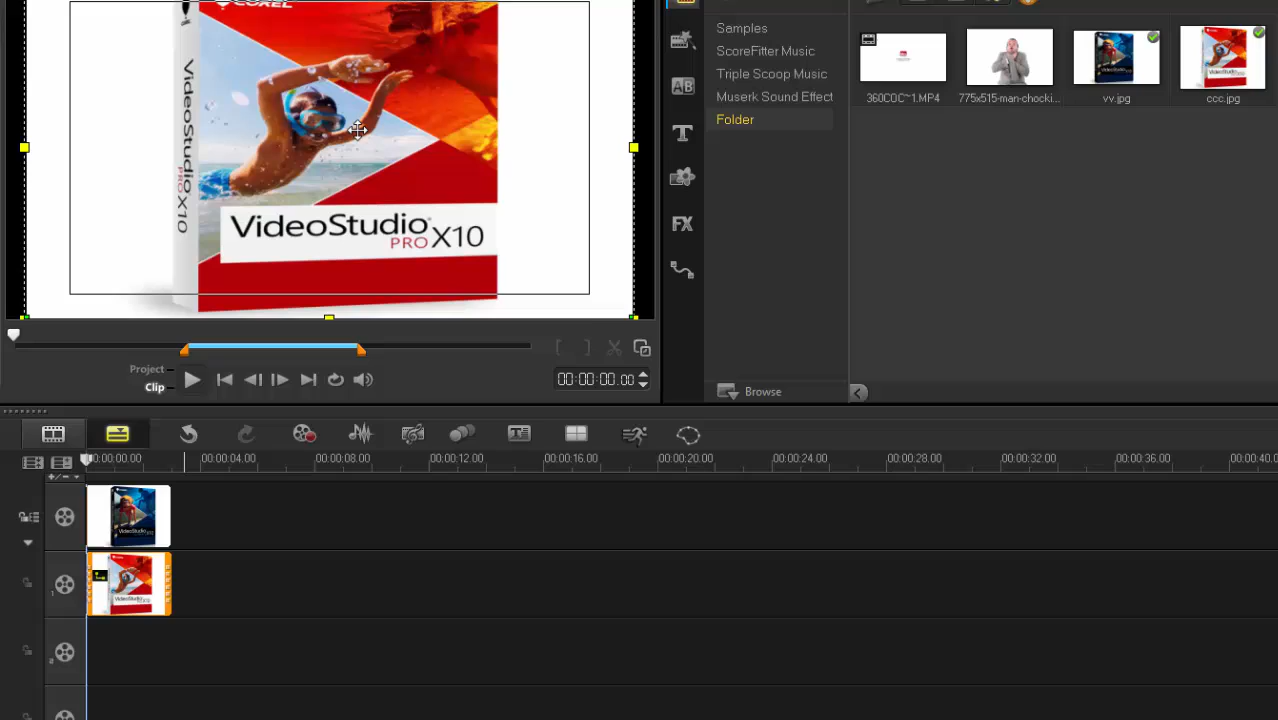 COREL
VideoStudio PRO X10
VideoStudio
PRO X10
Samples
ScoreFitter Music
Triple Scoop Music
Muserk Sound Effect
Folder
360COC~1.MP4
775x515-man-chocki...
vv.jpg
ccc.jpg
Browse
Project
Clip
00:00:00.00
00:00:00.00 00:00:04.00 00:00:08.00 00:00:12.00 00:00:16.00 00:00:20.00 00:00:24.00 00:00:28.00 00:00:32.00 00:00:36.00 00:00:40.0
AB
T
FX
1
2